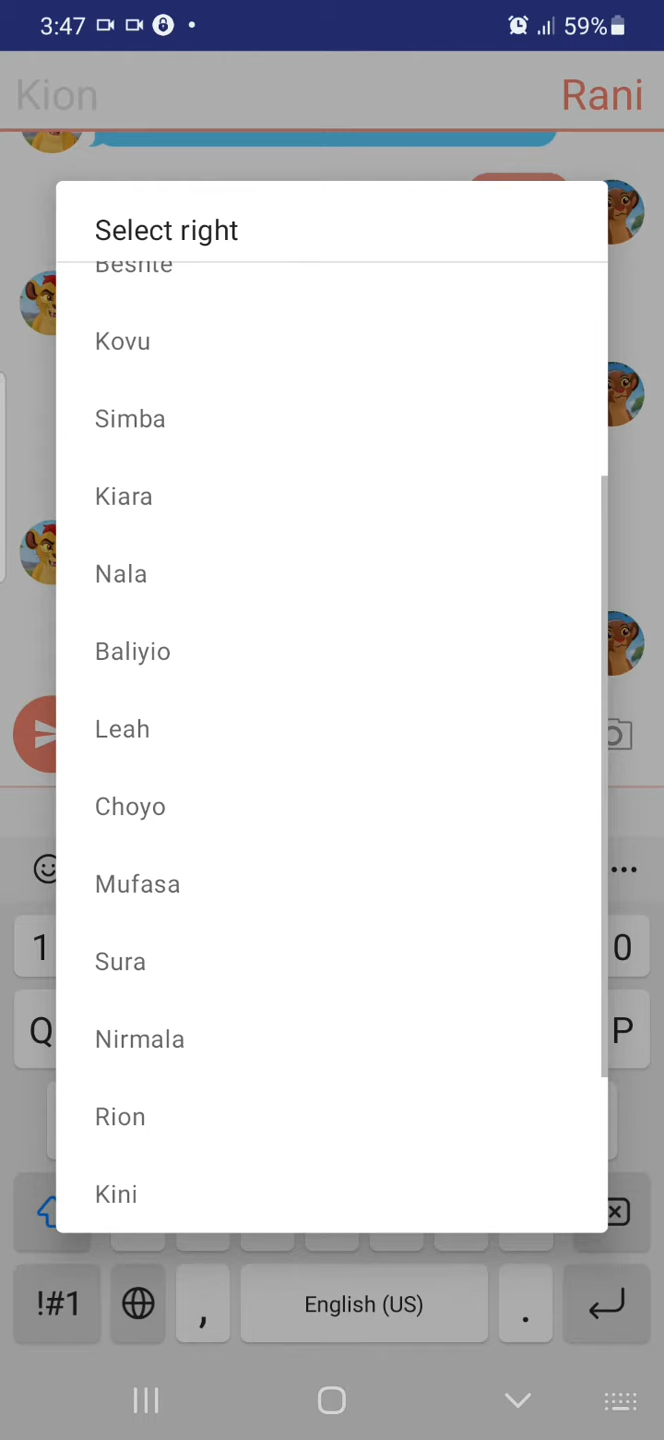 3:47
59%
Kion
Rani
Select right
Beshte
Kovu
Simba
Kiara
Nala
Baliyio
Leah
Choyo
Mufasa
Sura
Nirmala
Rion
Kini
1
0
Q
P
!#1
,
English (US)
.